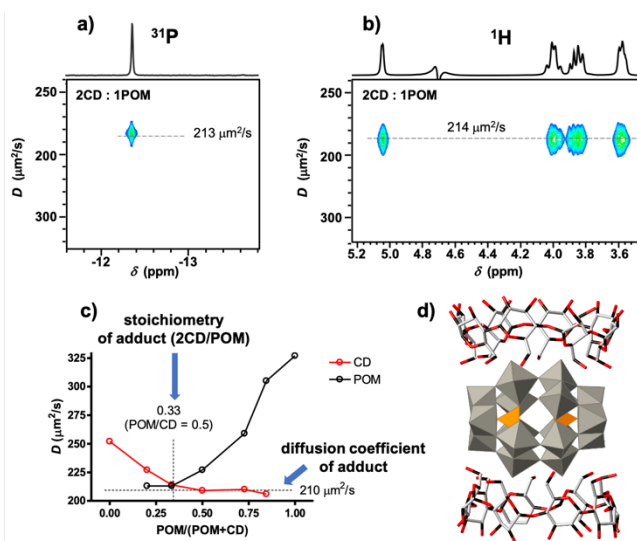 a)
³¹P
2CD : 1POM
213 µm²/s
250
200
300
D (µm²/s)
-12
-13
δ (ppm)
b)
¹H
2CD : 1POM
214 µm²/s
250
200
300
D (µm²/s)
5.2
5.0
4.8
4.6
4.4
4.2
4.0
3.8
3.6
δ (ppm)
c)
stoichiometry
of adduct (2CD/POM)
0.33
(POM/CD = 0.5)
CD
POM
diffusion coefficient
of adduct
210 µm²/s
325
300
275
250
225
200
D (µm²/s)
0.00
0.25
0.50
0.75
1.00
POM/(POM+CD)
d)